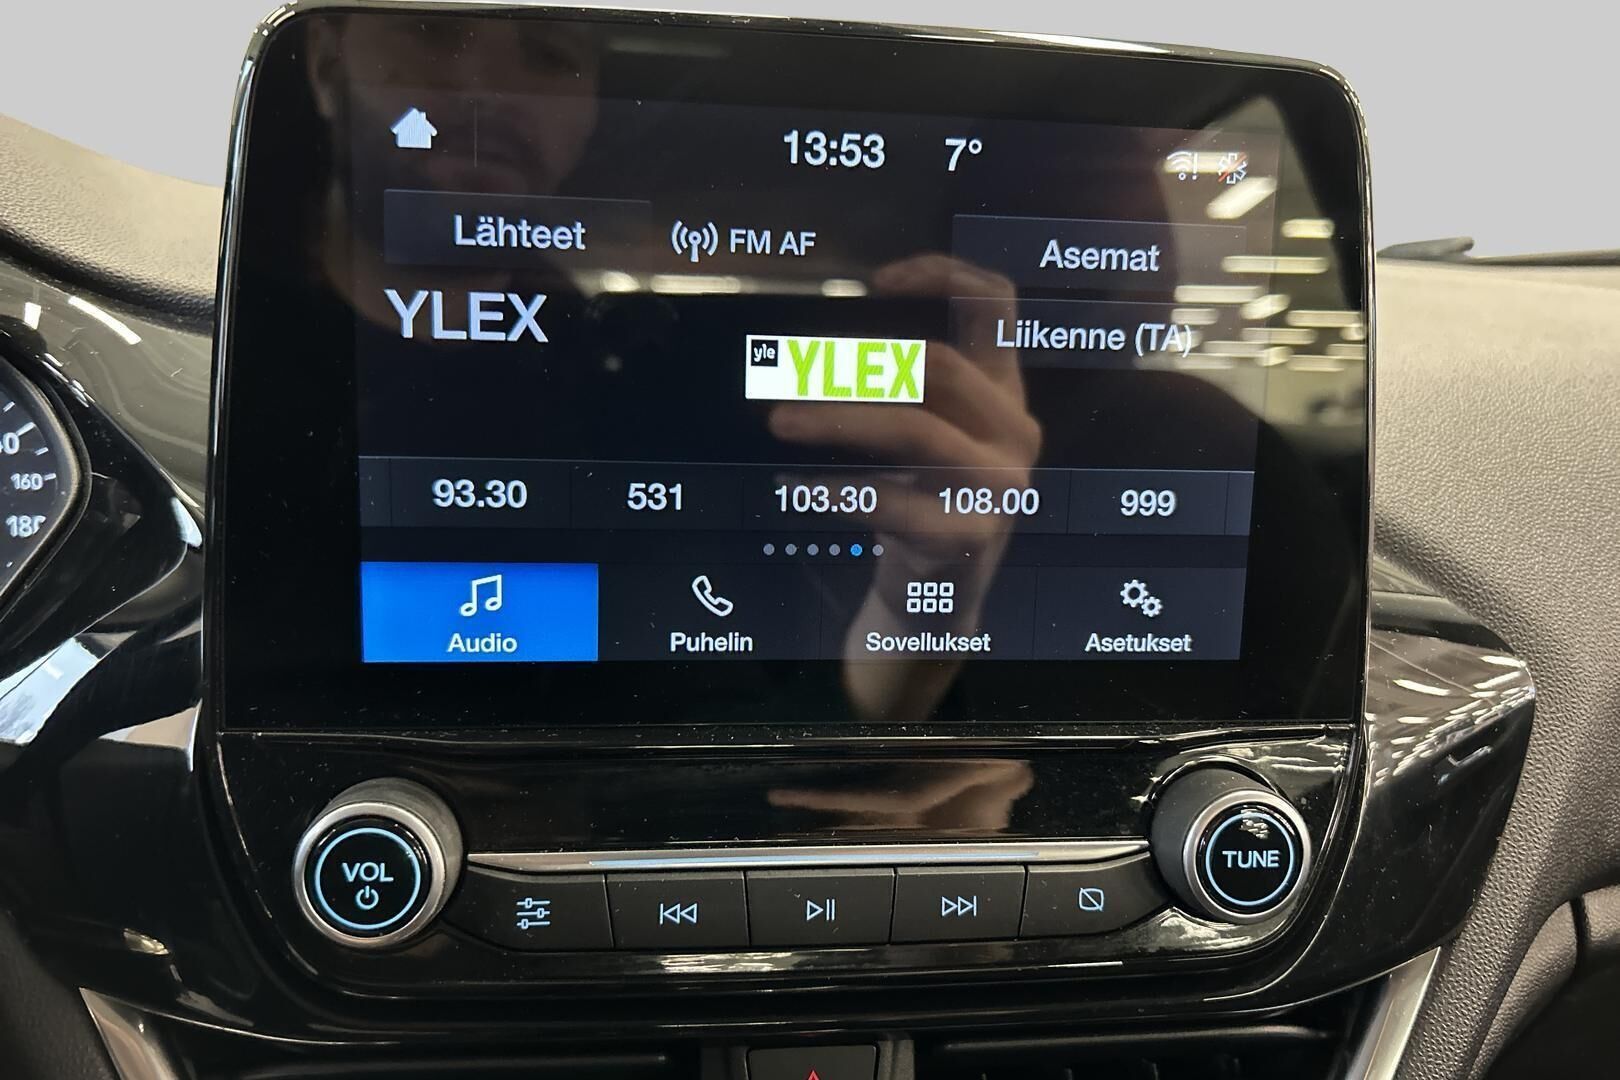 13:53 7°
Lähteet FM AF Asemat
YLEX
Liikenne (TA)
yle YLEX
93.30 531 103.30 108.00 999
Audio Puhelin Sovellukset Asetukset
160
180
VOL
TUNE